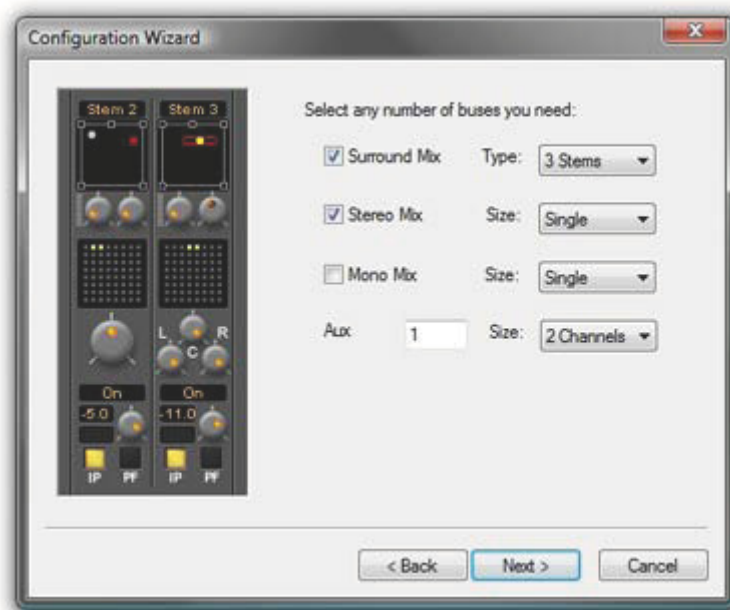 Configuration Wizard
Stem 2 Stem 3
L R
C
On On
-5.0 -11.0
IP PF IP PF
Select any number of buses you need:
Surround Mix Type: 3 Stems
Stereo Mix Size: Single
Mono Mix Size: Single
Aux 1 Size: 2 Channels
< Back Next > Cancel